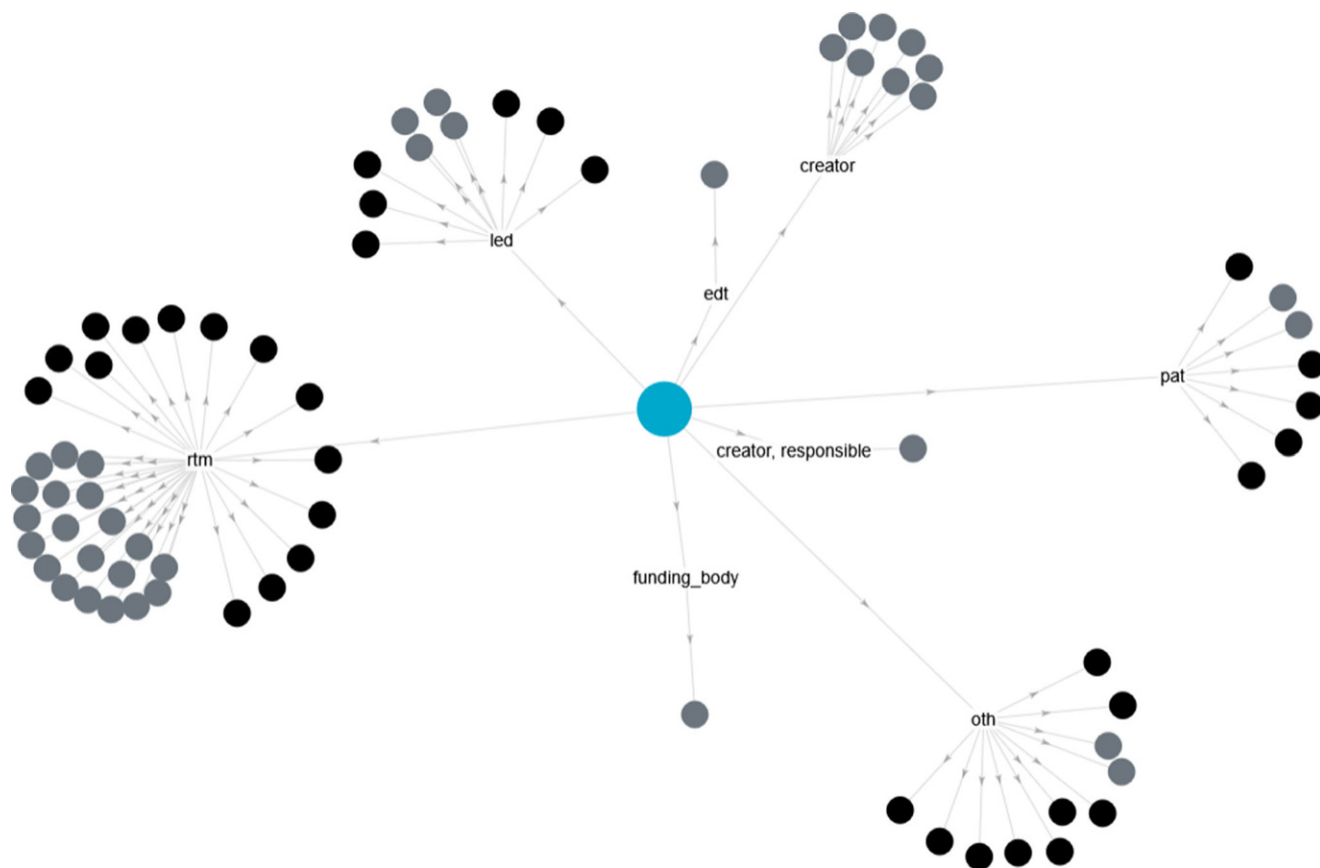 creator
led
edt
pat
creator, responsible
rtm
funding_body
oth